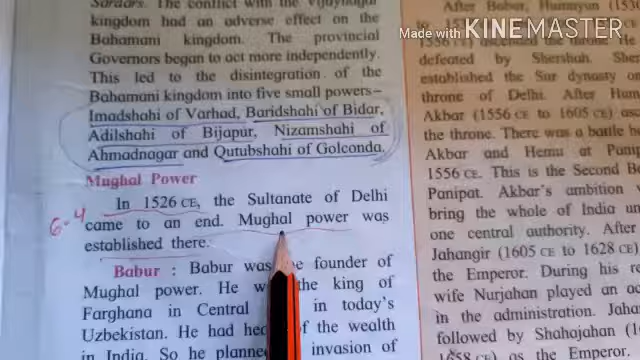 Sardars. The conflict with the Vijaynagar
kingdom had an adverse effect on the
Bahamani kingdom. The provincial
Governors began to act more independently.
This led to the disintegration of the
Bahamani kingdom into five small powers–
Imadshahi of Varhad, Baridshahi of Bidar,
Adilshahi of Bijapur, Nizamshahi of
Ahmadnagar and Qutubshahi of Golconda.
Mughal Power
In 1526 CE, the Sultanate of Delhi
6-4
came to an end. Mughal power was
established there.
Babur : Babur was founder of
Mughal power. He the king of
Farghana in Central in today's
Uzbekistan. He had of the wealth
in India. So he invasion of
After Babur, Humayun
Made with KINEMASTER
defeated by Shershah.
established the Sur dynasty
throne of Delhi. After
Akbar (1556 CE to 1605 CE)
the throne. There was a battle
Akbar and Hemu at
1556 CE. This is the Second
Panipat. Akbar's ambition
bring the whole of India
one central authority. After
Jahangir (1605 CE to 1628 CE)
the Emperor. During his
wife Nurjahan played an
in the administration.
followed by Shahajahan
1658 CE) as the Emperor.